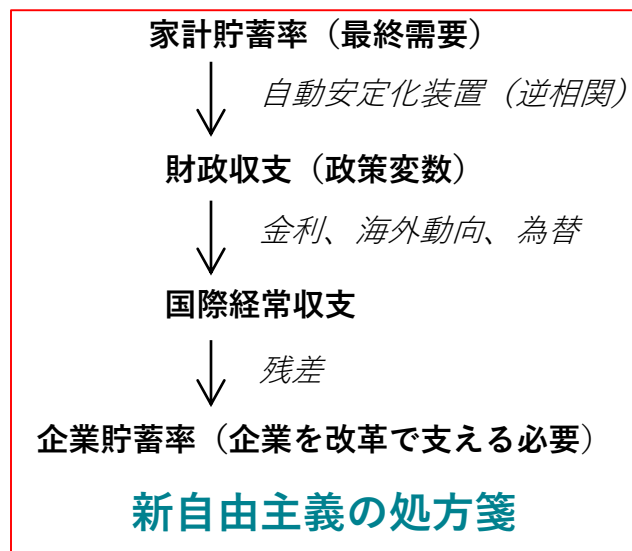 家計貯蓄率（最終需要）
自動安定化装置（逆相関）
財政収支（政策変数）
金利、海外動向、為替
国際経常収支
残差
企業貯蓄率（企業を改革で支える必要）
新自由主義の処方箋